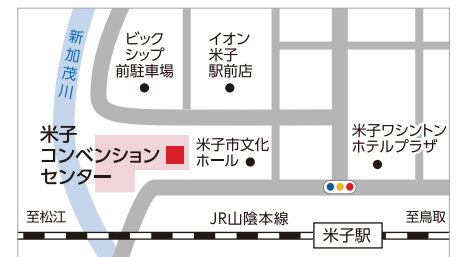 新加茂川
ビック
シップ
前駐車場
イオン
米子
駅前店
米子
コンベンション
センター
米子市文化
ホール
米子ワシントン
ホテルプラザ
至松江
JR山陰本線
米子駅
至鳥取